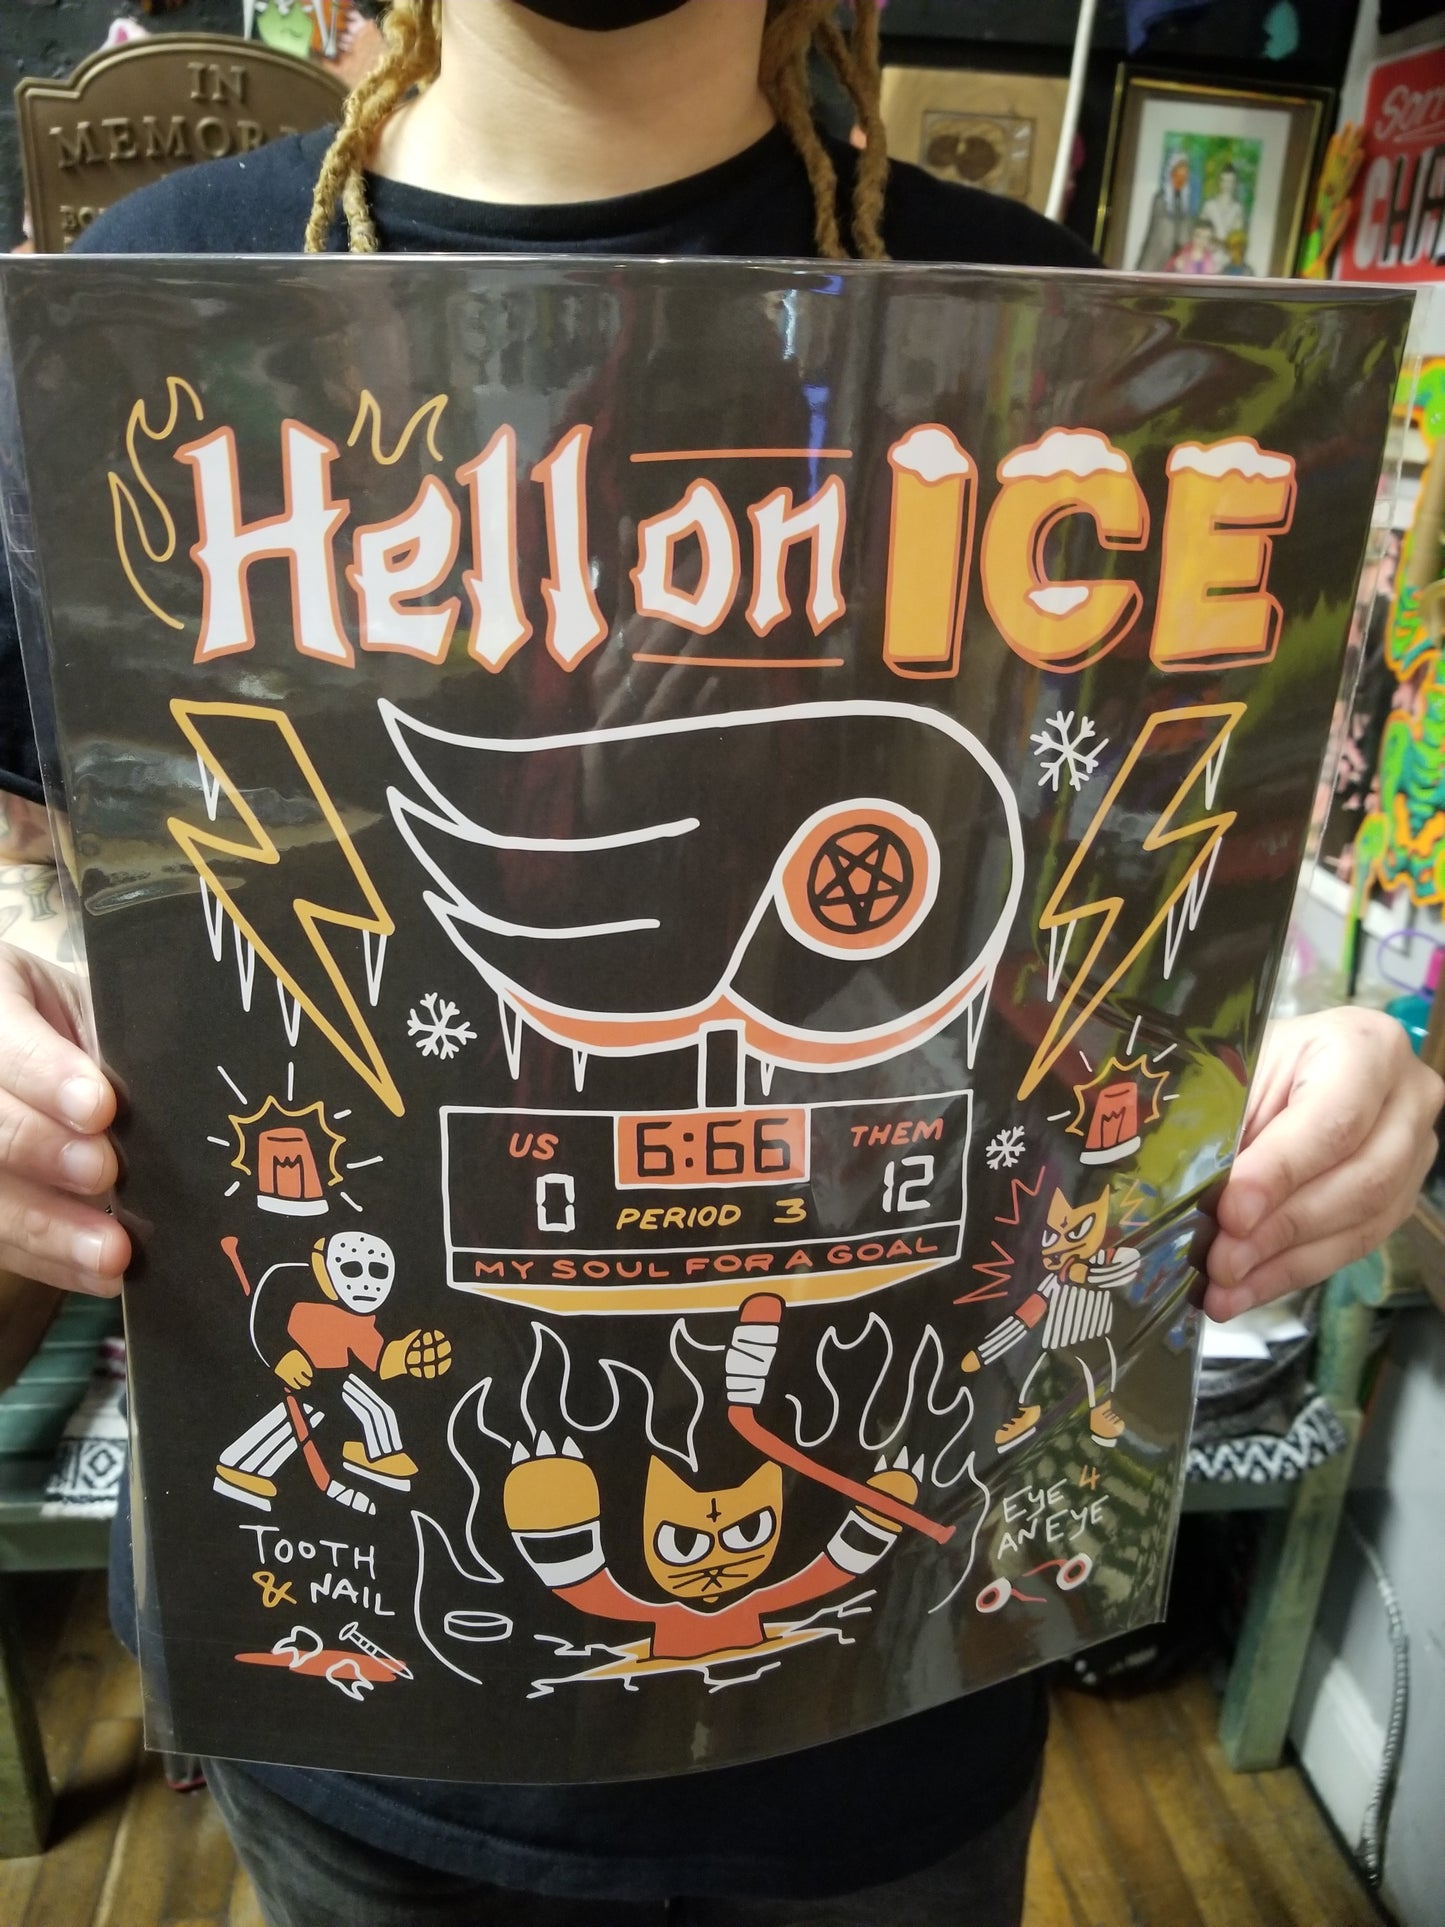 IN
MEMOR
Sorr
Hell on ICE
6:66
US
THEM
0
PERIOD 3
12
MY SOUL FOR A GOAL
TOOTH
& NAIL
EYE 4
AN EYE